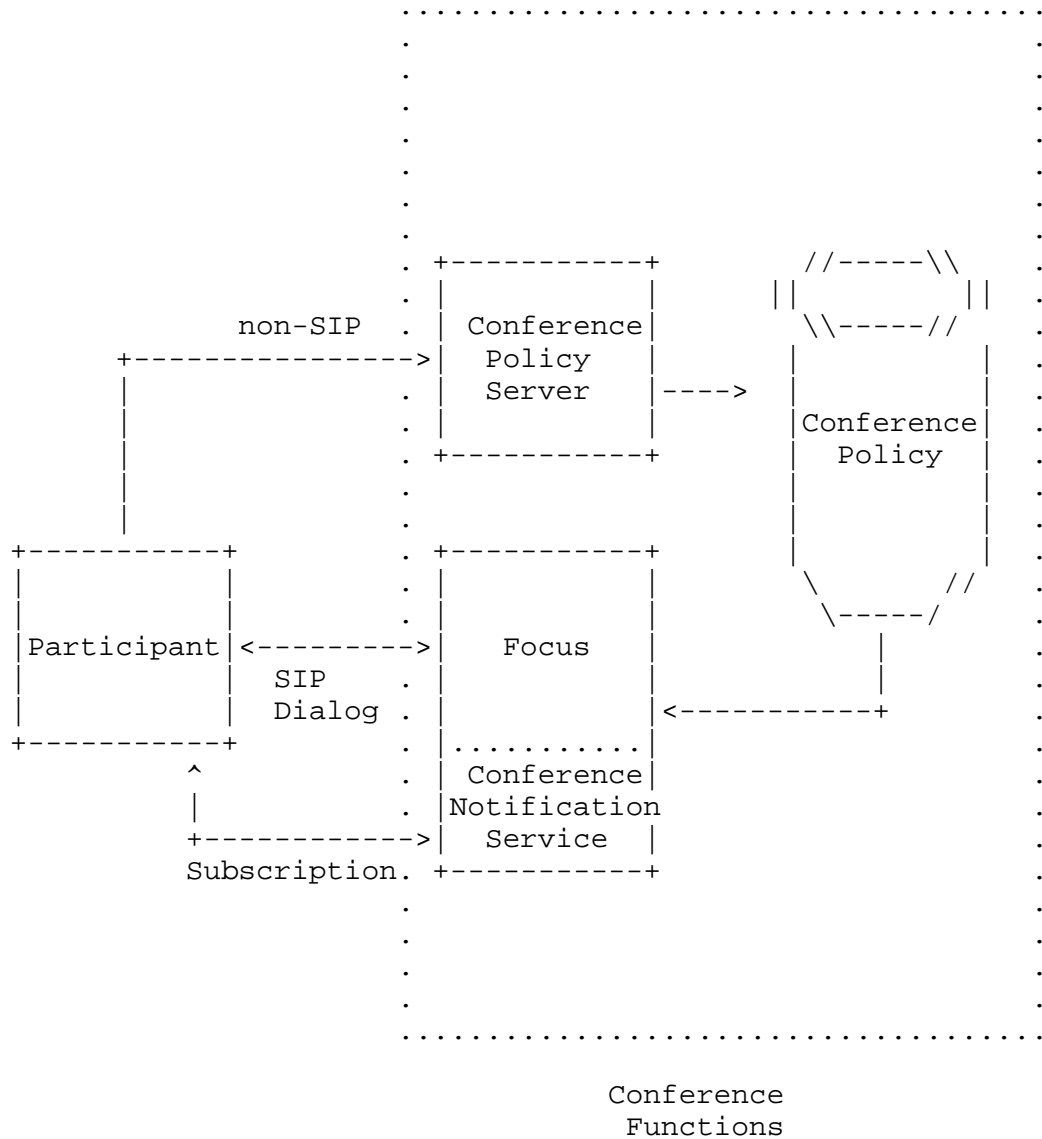 non-SIP
Conference
Policy
Server
Conference
Policy
Participant
Focus
SIP
Dialog
Conference
Notification
Service
Subscription
Conference
Functions